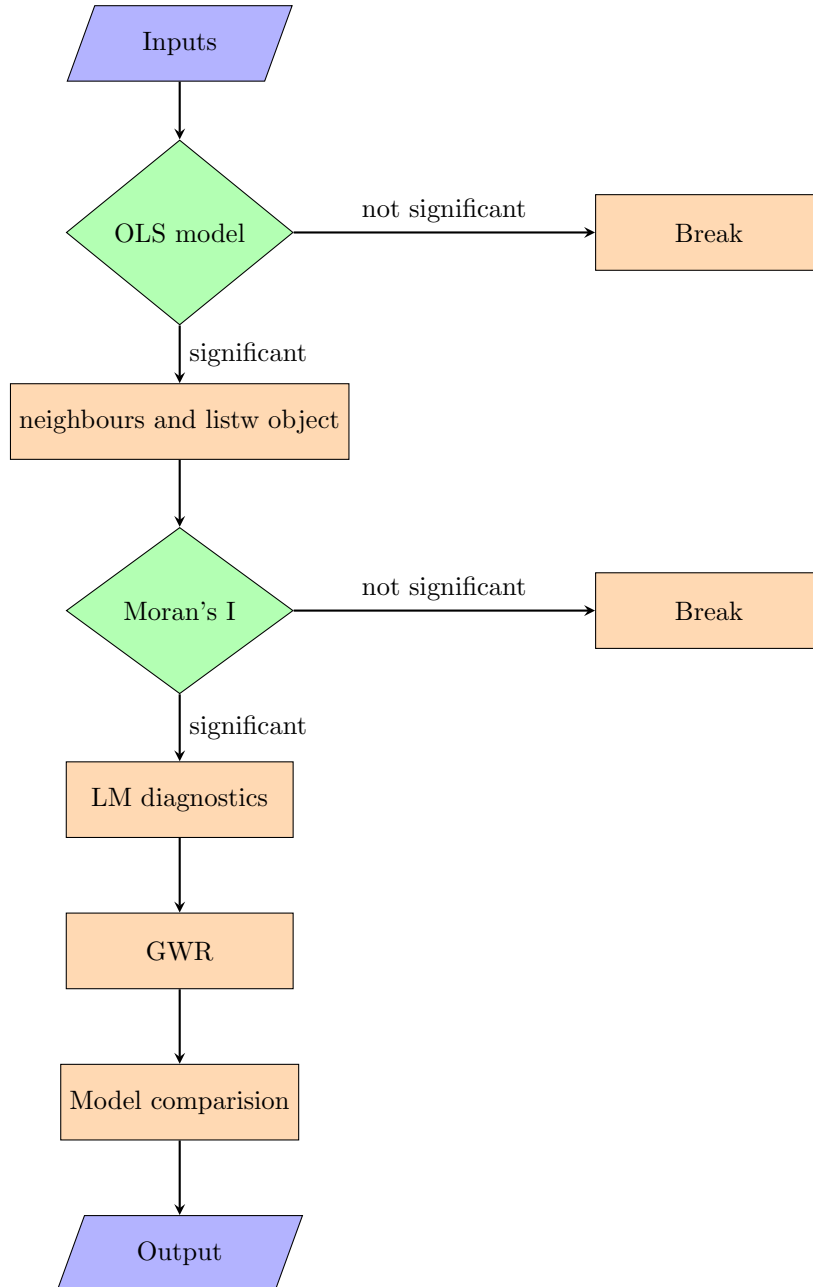 Inputs
OLS model
not significant
Break
significant
neighbours and listw object
Moran's I
not significant
Break
significant
LM diagnostics
GWR
Model comparision
Output